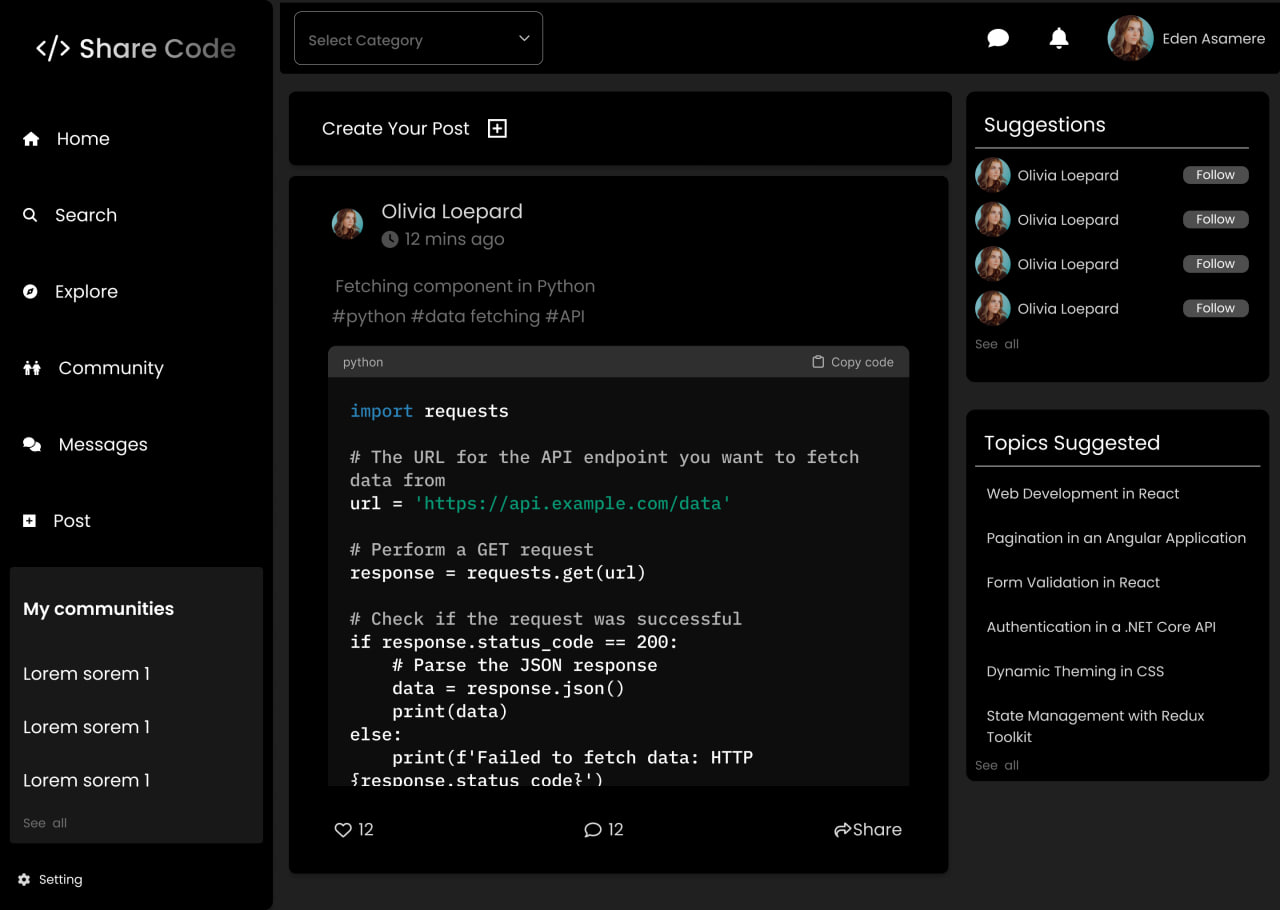 </> Share Code
Home
Search
Explore
Community
Messages
Post
My communities
Lorem sorem 1
Lorem sorem 1
Lorem sorem 1
See all
Setting
Select Category
Eden Asamere
Create Your Post
Olivia Loepard
12 mins ago
Fetching component in Python
#python #data fetching #API
python
Copy code
import requests
# The URL for the API endpoint you want to fetch
data from
url = 'https://api.example.com/data'
# Perform a GET request
response = requests.get(url)
# Check if the request was successful
if response.status_code == 200:
    # Parse the JSON response
    data = response.json()
    print(data)
else:
    print(f'Failed to fetch data: HTTP
{response.status_code}')
12
12
Share
Suggestions
Olivia Loepard Follow
Olivia Loepard Follow
Olivia Loepard Follow
Olivia Loepard Follow
See all
Topics Suggested
Web Development in React
Pagination in an Angular Application
Form Validation in React
Authentication in a .NET Core API
Dynamic Theming in CSS
State Management with Redux
Toolkit
See all